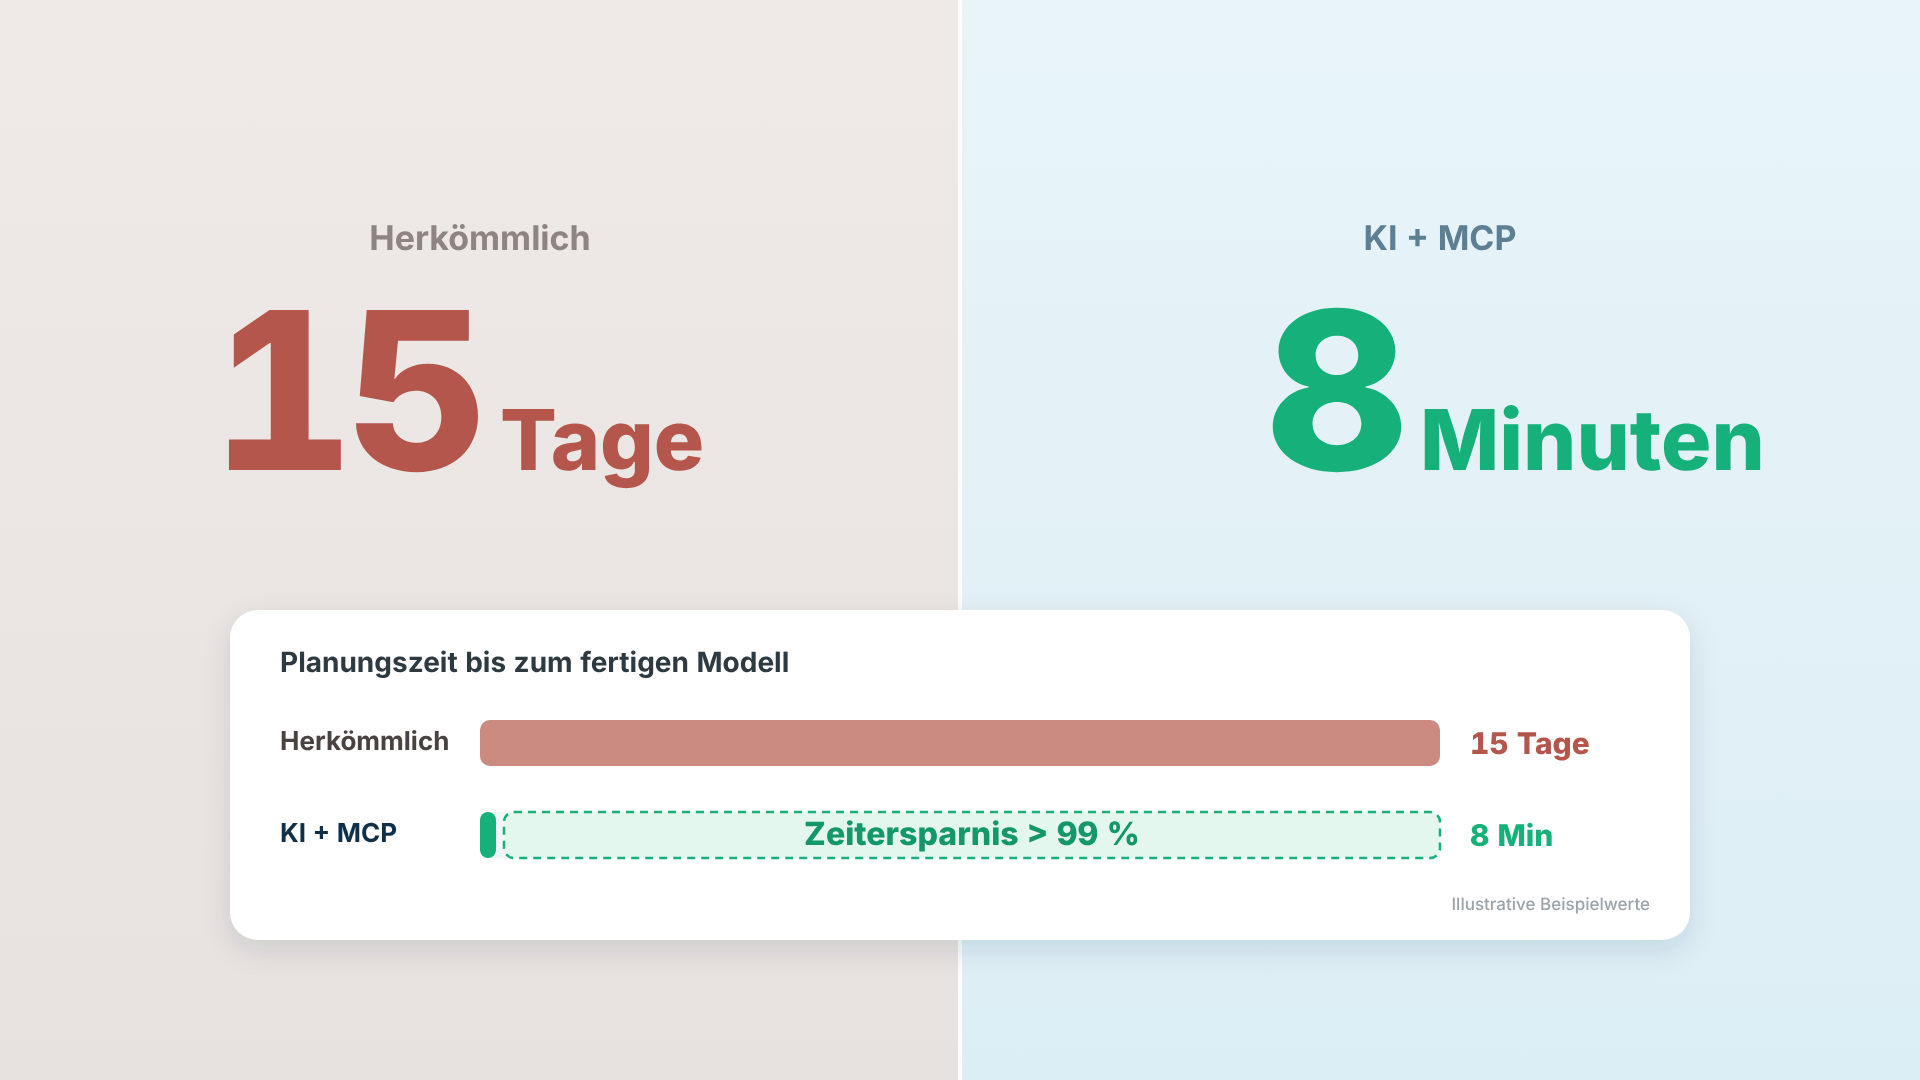 Herkömmlich
15 Tage
KI + MCP
8 Minuten
Planungszeit bis zum fertigen Modell
Herkömmlich 15 Tage
KI + MCP Zeitersparnis > 99 % 8 Min
Illustrative Beispielwerte